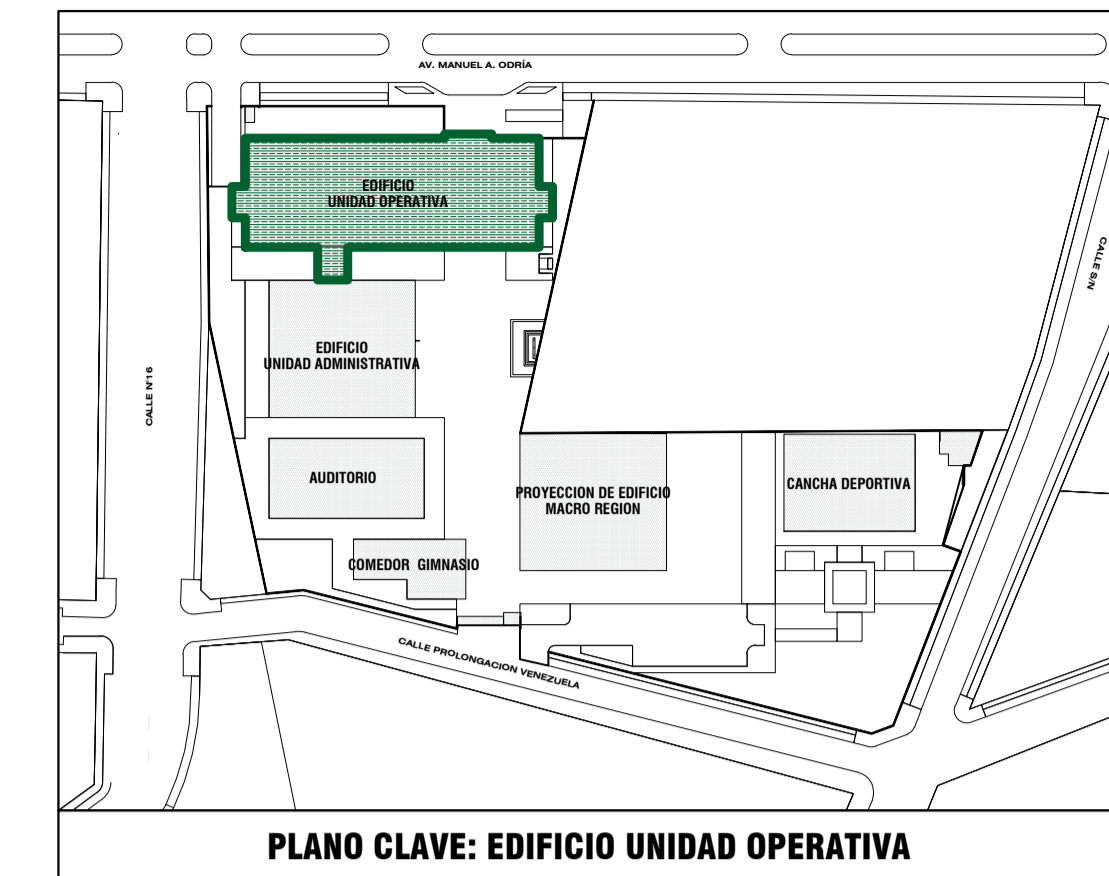 AV. MANUEL A. ODRÍA
EDIFICIO
UNIDAD OPERATIVA
CALLE S/N
EDIFICIO
UNIDAD ADMINISTRATIVA
CALLE N°16
AUDITORIO
PROYECCION DE EDIFICIO
MACRO REGION
CANCHA DEPORTIVA
COMEDOR GIMNASIO
CALLE PROLONGACION VENEZUELA
PLANO CLAVE: EDIFICIO UNIDAD OPERATIVA